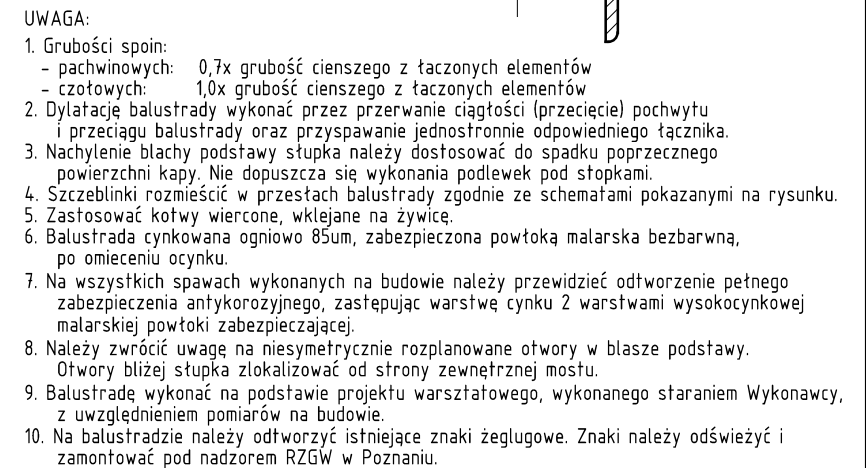 UWAGA:
1. Grubości spoin:
- pachwinowych: 0,7x grubość cienszego z łaczonych elementów
- czołowych: 1,0x grubość cienszego z łaczonych elementów
2. Dylatację balustrady wykonać przez przerwanie ciągłości (przecięcie) pochwytu
i przeciągu balustrady oraz przyspawanie jednostronnie odpowiedniego łącznika.
3. Nachylenie blachy podstawy słupka należy dostosować do spadku poprzecznego
powierzchni kapy. Nie dopuszcza się wykonania podlewek pod stopkami.
4. Szczeblinki rozmieścić w przesłach balustrady zgodnie ze schematami pokazanymi na rysunku.
5. Zastosować kotwy wiercone, wklejane na żywicę.
6. Balustrada cynkowana ogniowo 85um, zabezpieczona powłoką malarska bezbarwną,
po omieceniu ocynku.
7. Na wszystkich spawach wykonanych na budowie należy przewidzieć odtworzenie pełnego
zabezpieczenia antykorozyjnego, zastępując warstwę cynku 2 warstwami wysokocynkowej
malarskiej powłoki zabezpieczającej.
8. Należy zwrócić uwagę na niesymetrycznie rozplanowane otwory w blasze podstawy.
Otwory bliżej słupka zlokalizować od strony zewnętrznej mostu.
9. Balustradę wykonać na podstawie projektu warsztatowego, wykonanego staraniem Wykonawcy,
z uwzględnieniem pomiarów na budowie.
10. Na balustradzie należy odtworzyć istniejące znaki żeglugowe. Znaki należy odświeżyć i
zamontować pod nadzorem RZGW w Poznaniu.